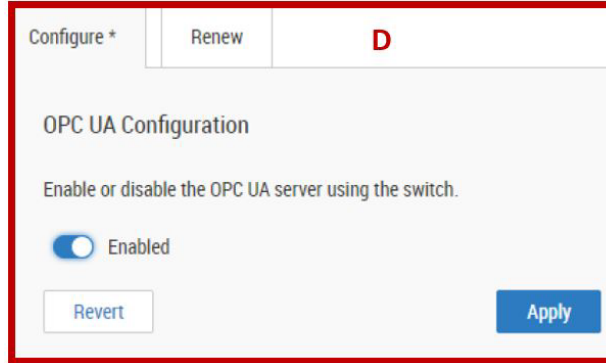 Configure * Renew D
OPC UA Configuration
Enable or disable the OPC UA server using the switch.
Enabled
Revert Apply